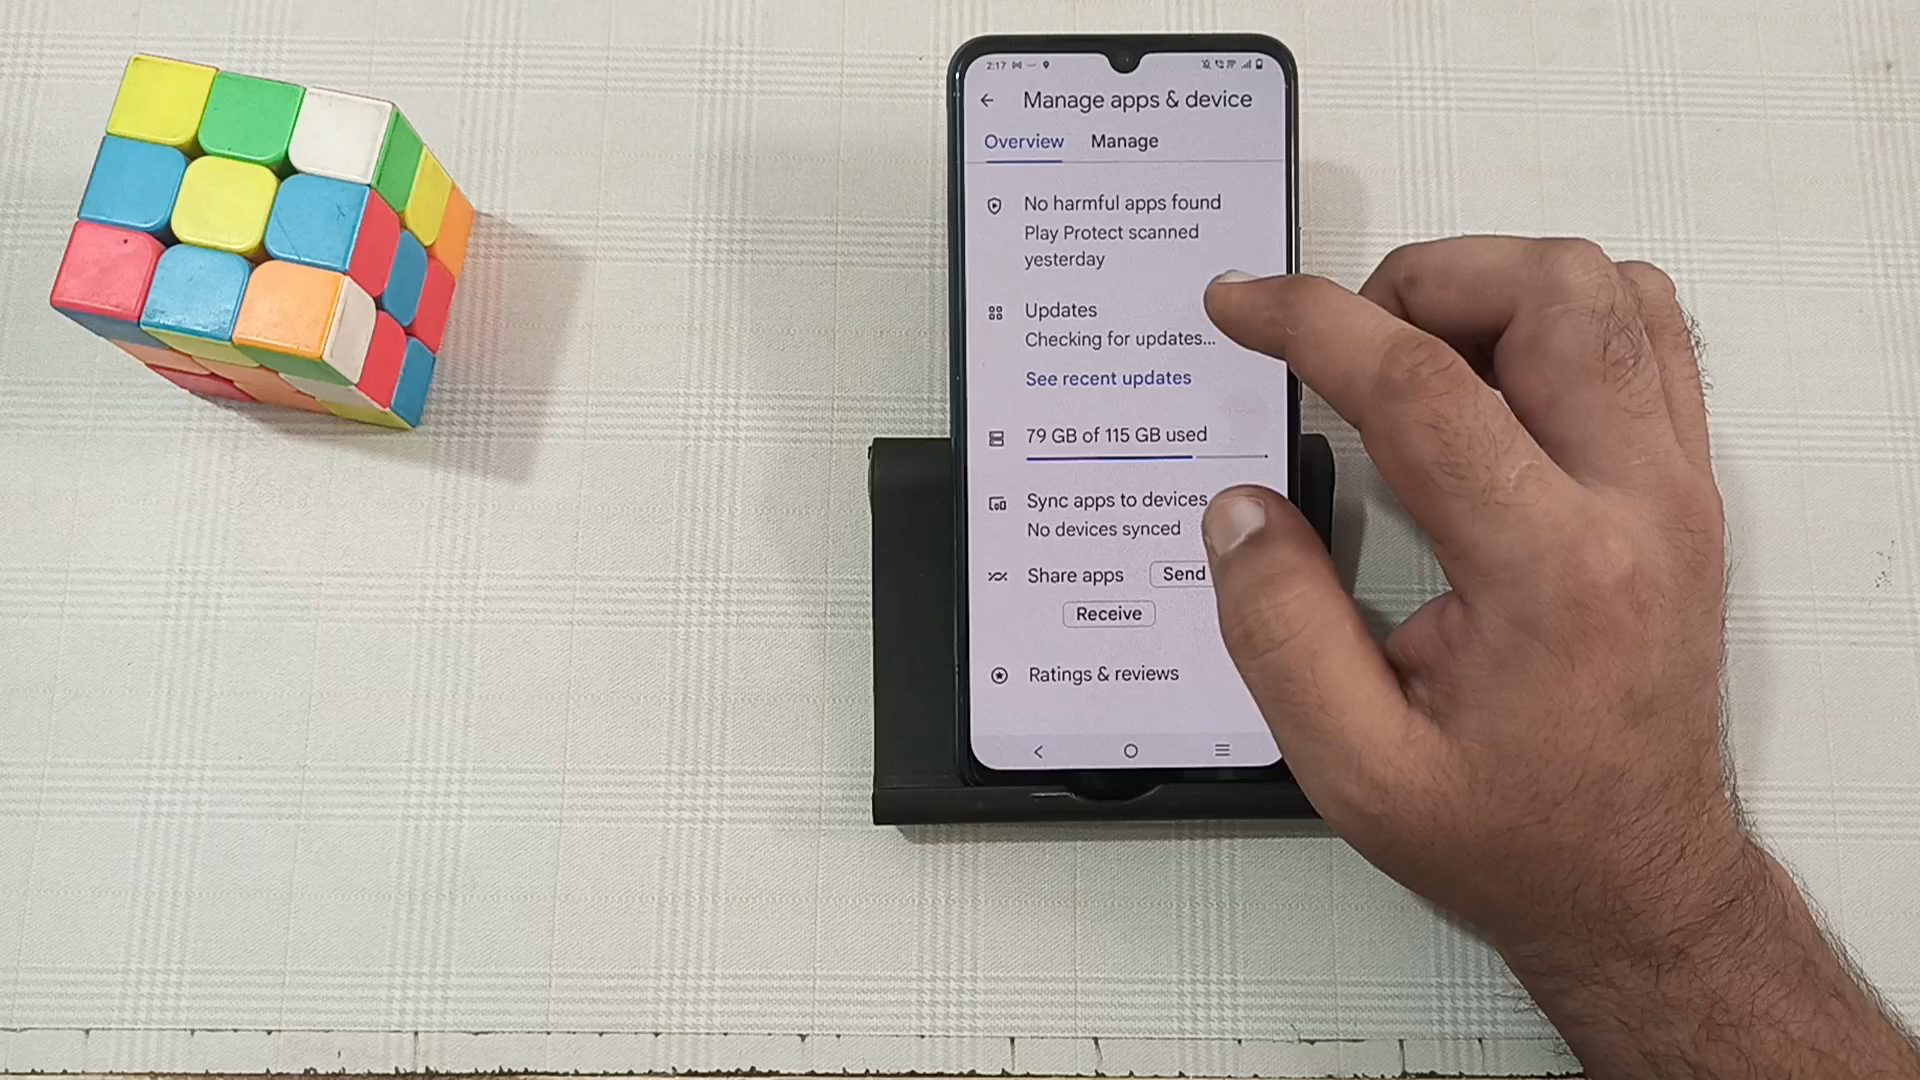 2:17
Manage apps & device
Overview Manage
No harmful apps found
Play Protect scanned
yesterday
Updates
Checking for updates...
See recent updates
79 GB of 115 GB used
Sync apps to devices
No devices synced
Share apps Send
Receive
Ratings & reviews